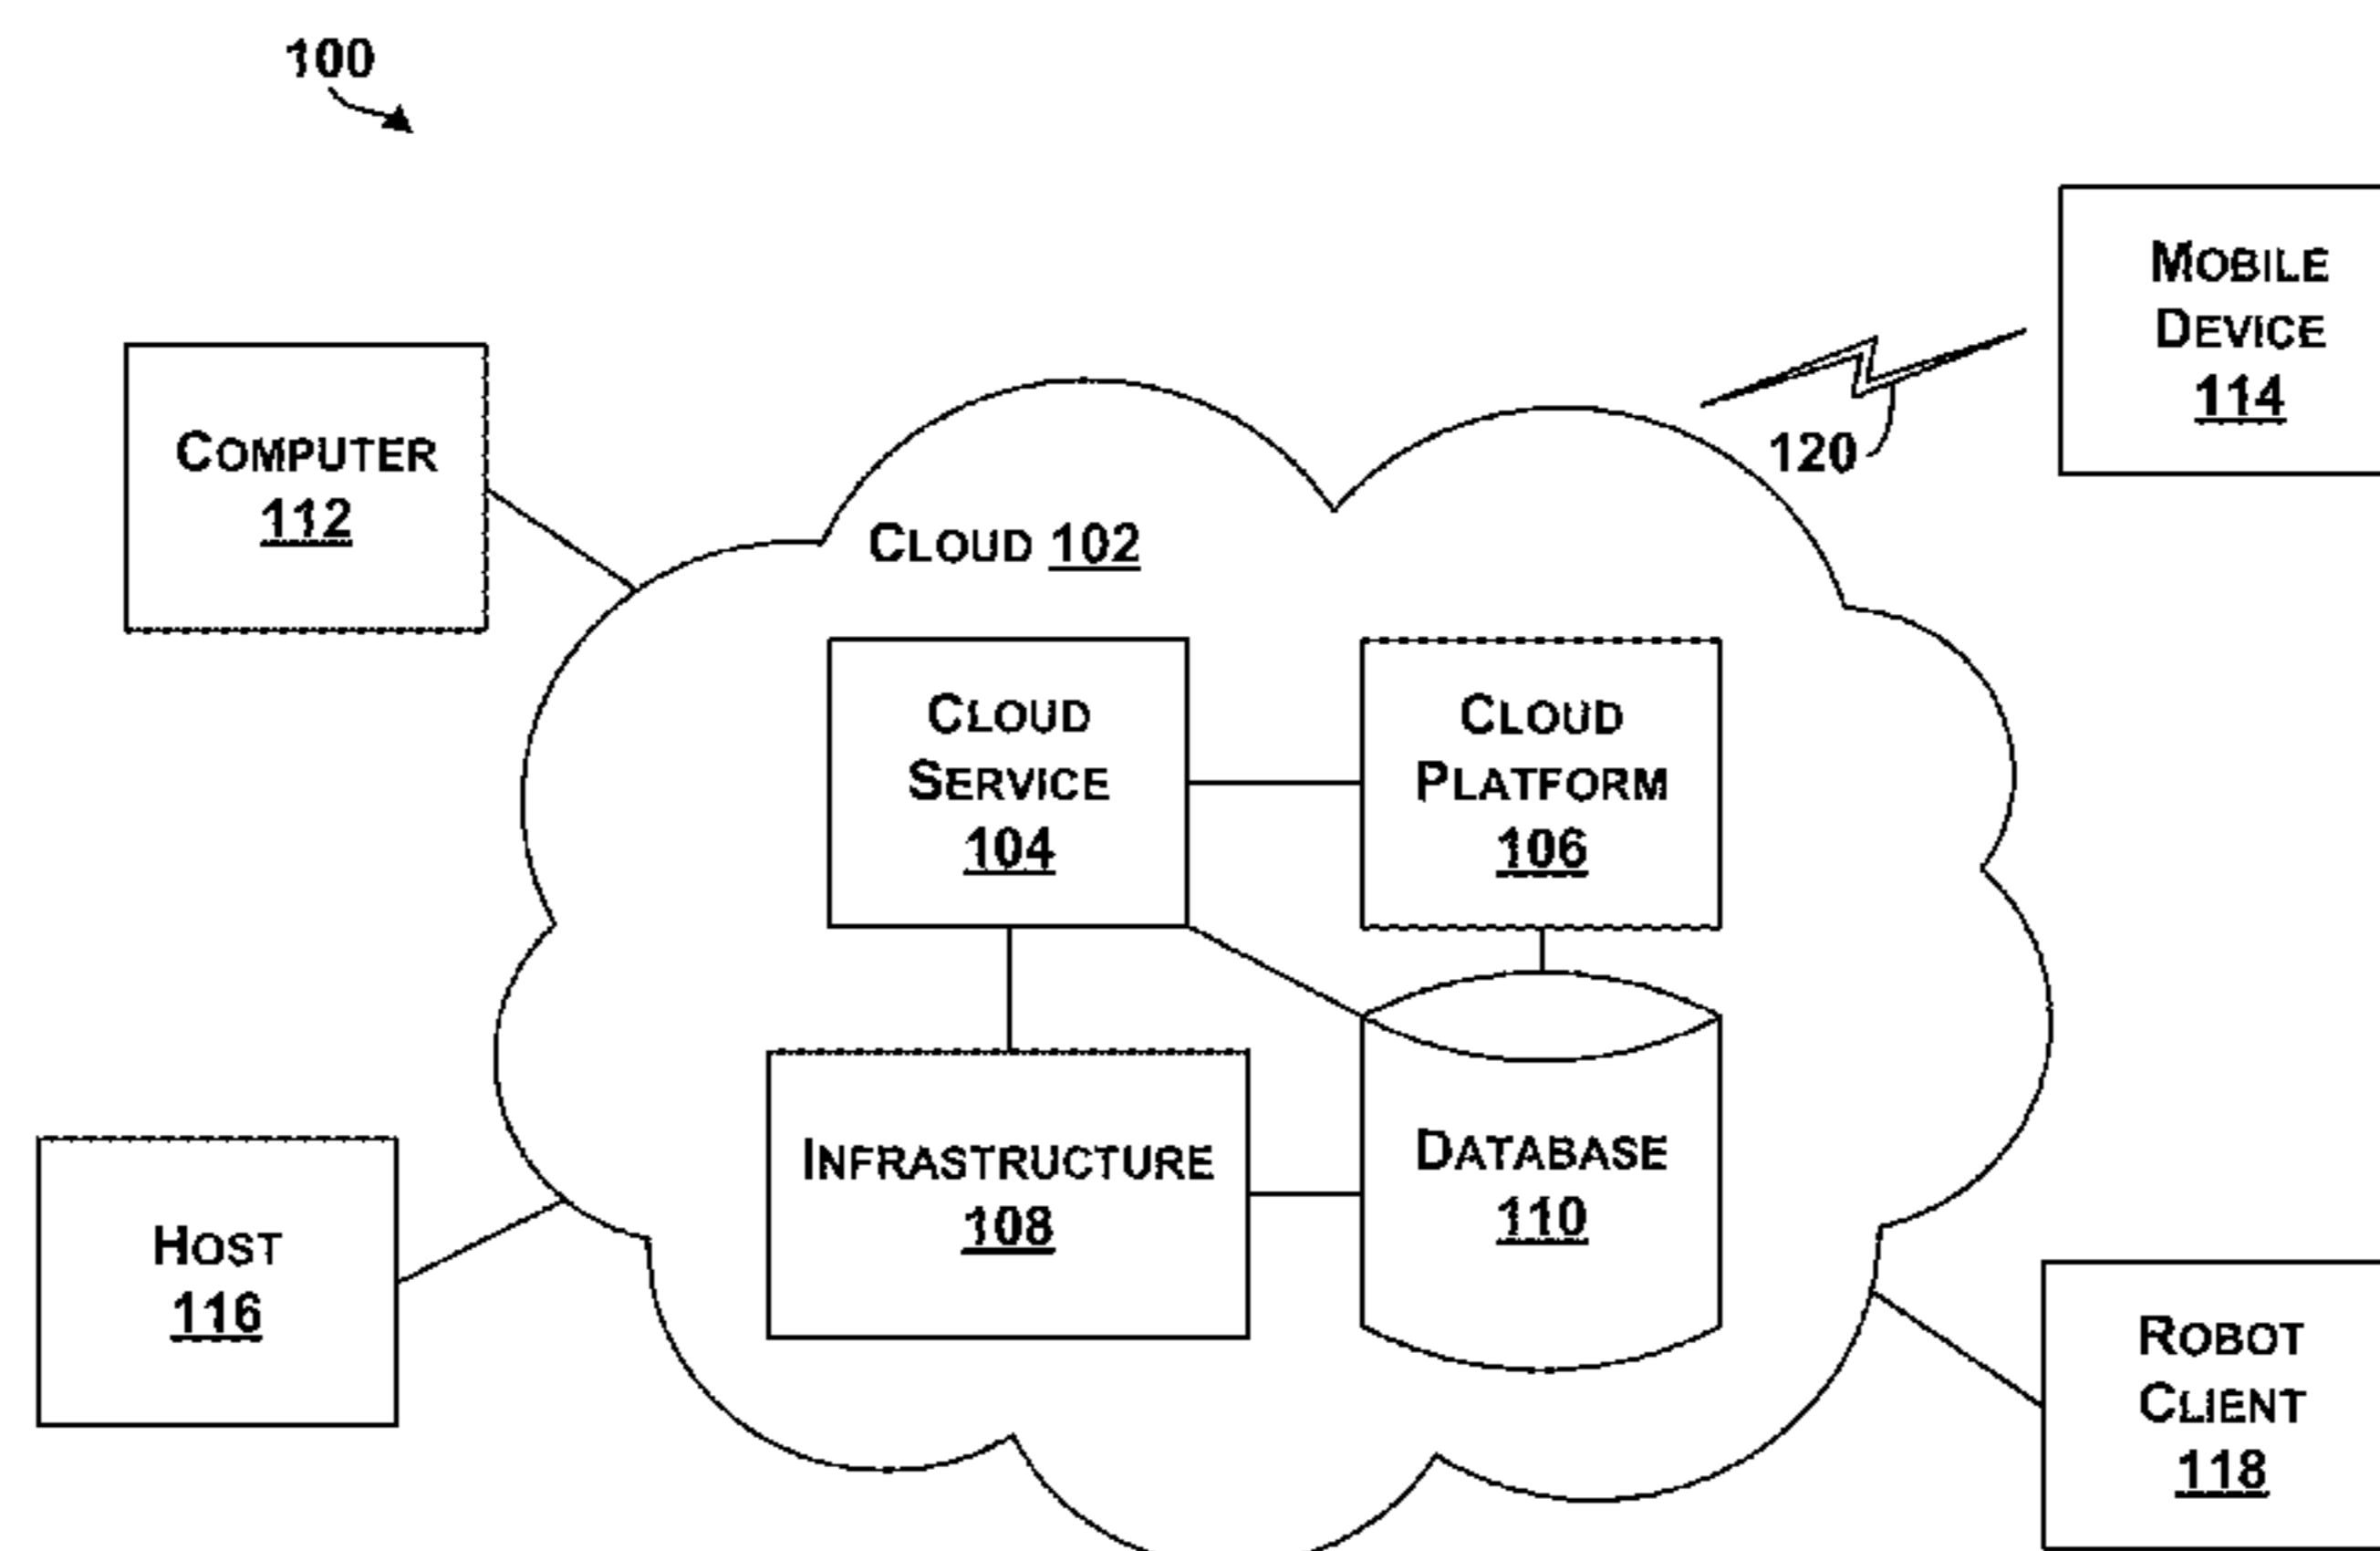 100
MOBILE
DEVICE
114
COMPUTER
112
120
CLOUD 102
CLOUD
SERVICE
104
CLOUD
PLATFORM
106
INFRASTRUCTURE
108
DATABASE
110
HOST
116
ROBOT
CLIENT
118